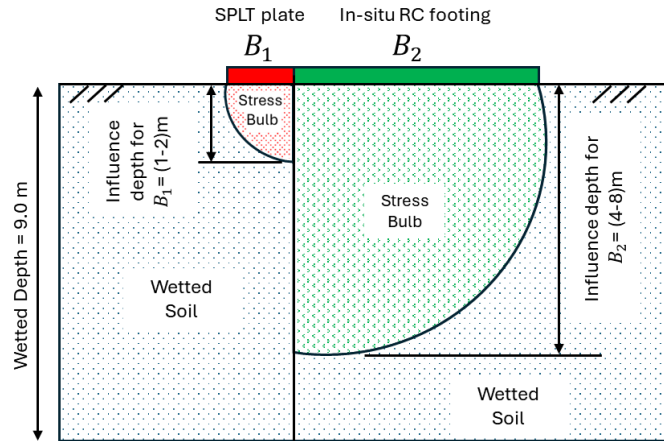 SPLT plate
In-situ RC footing
B₁
B₂
Stress
Bulb
Influence
depth for
B₁ = (1-2)m
Wetted Depth = 9.0 m
Stress
Bulb
Influence depth for
B₂ = (4-8)m
Wetted
Soil
Wetted
Soil